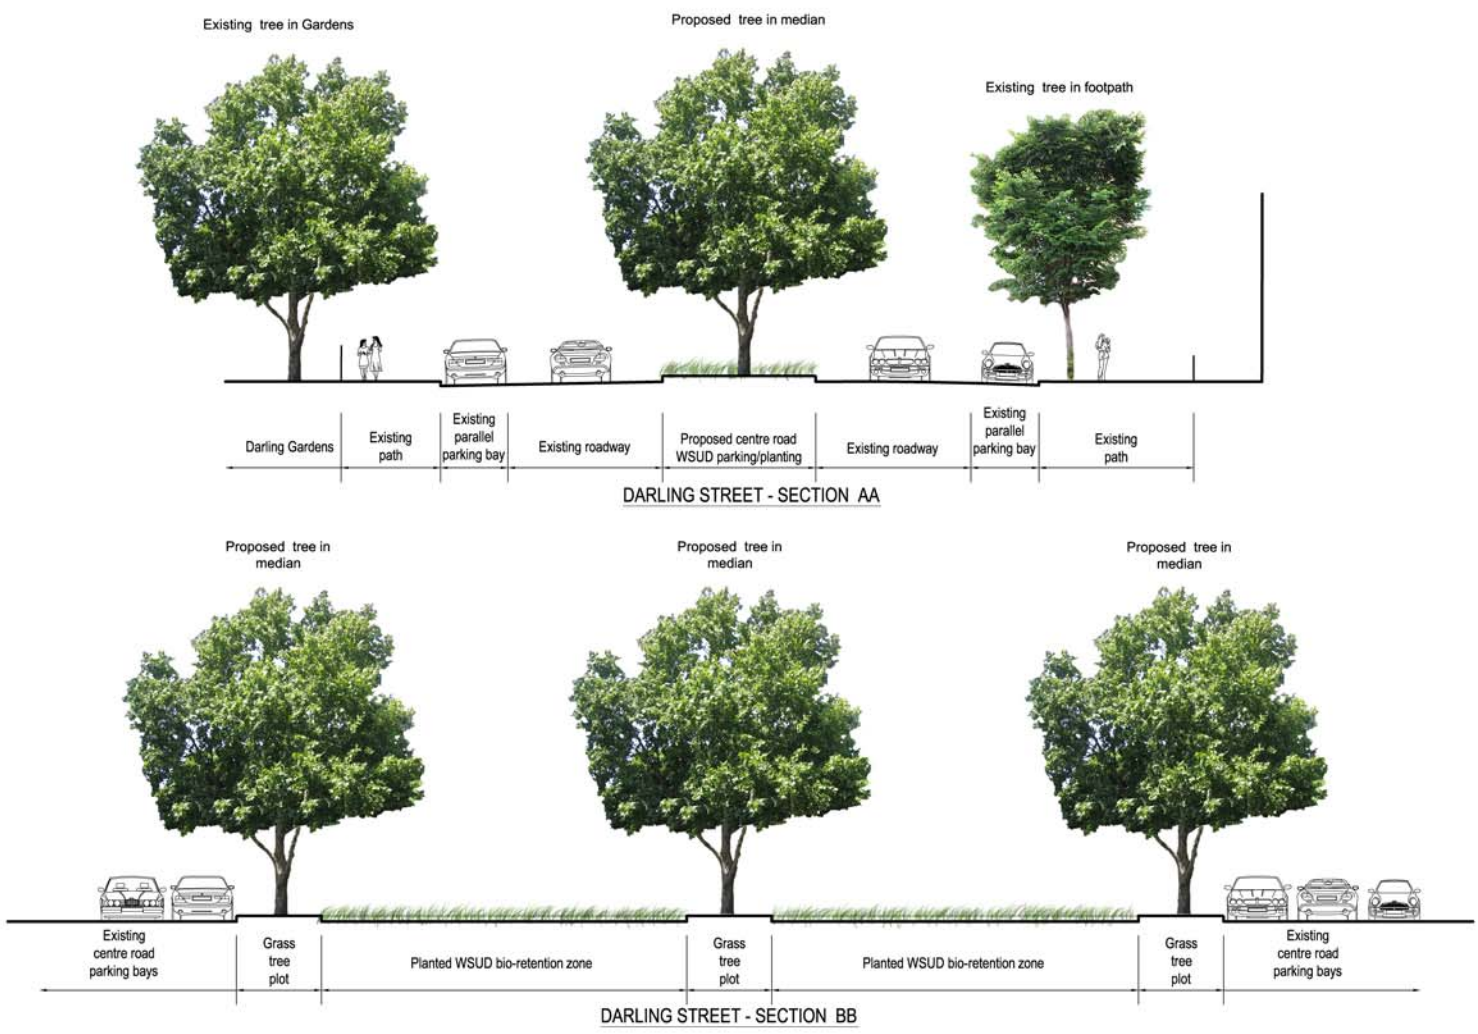 Existing tree in Gardens
Proposed tree in median
Existing tree in footpath
Darling Gardens
Existing
path
Existing
parallel
parking bay
Existing roadway
Proposed centre road
WSUD parking/planting
Existing roadway
Existing
parallel
parking bay
Existing
path
DARLING STREET - SECTION AA
Proposed tree in
median
Proposed tree in
median
Proposed tree in
median
Existing
centre road
parking bays
Grass
tree
plot
Planted WSUD bio-retention zone
Grass
tree
plot
Planted WSUD bio-retention zone
Grass
tree
plot
Existing
centre road
parking bays
DARLING STREET - SECTION BB